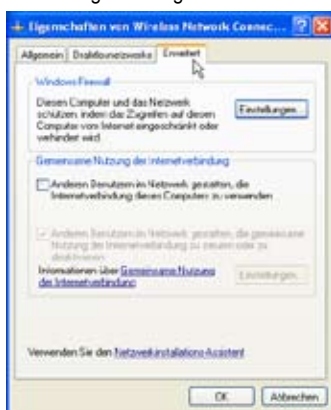 Eigenschaften von Wireless Network Connec...
Allgemein
Drahtlosnetzwerke
Erweitert
Windows Firewall
Diesen Computer und das Netzwerk
schützen, indem das Zugreifen auf diesen
Computer vom Internet eingeschränkt oder
verhindert wird
Einstellungen...
Gemeinsame Nutzung der Internetverbindung
Anderen Benutzern im Netzwerk gestatten, die
Internetverbindung dieses Computers zu verwenden
Anderen Benutzern im Netzwerk gestatten, die gemeinsame
Nutzung der Internetverbindung zu steuern oder zu
deaktivieren
Informationen über Gemeinsame Nutzung
der Internetverbindung
Einstellungen...
Verwenden Sie den Netzwerkinstallations-Assistent
OK
Abbrechen